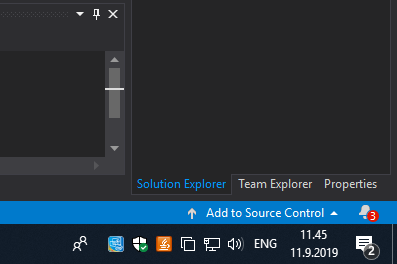 Solution Explorer Team Explorer Properties
Add to Source Control 3
ENG 11.45
11.9.2019 2